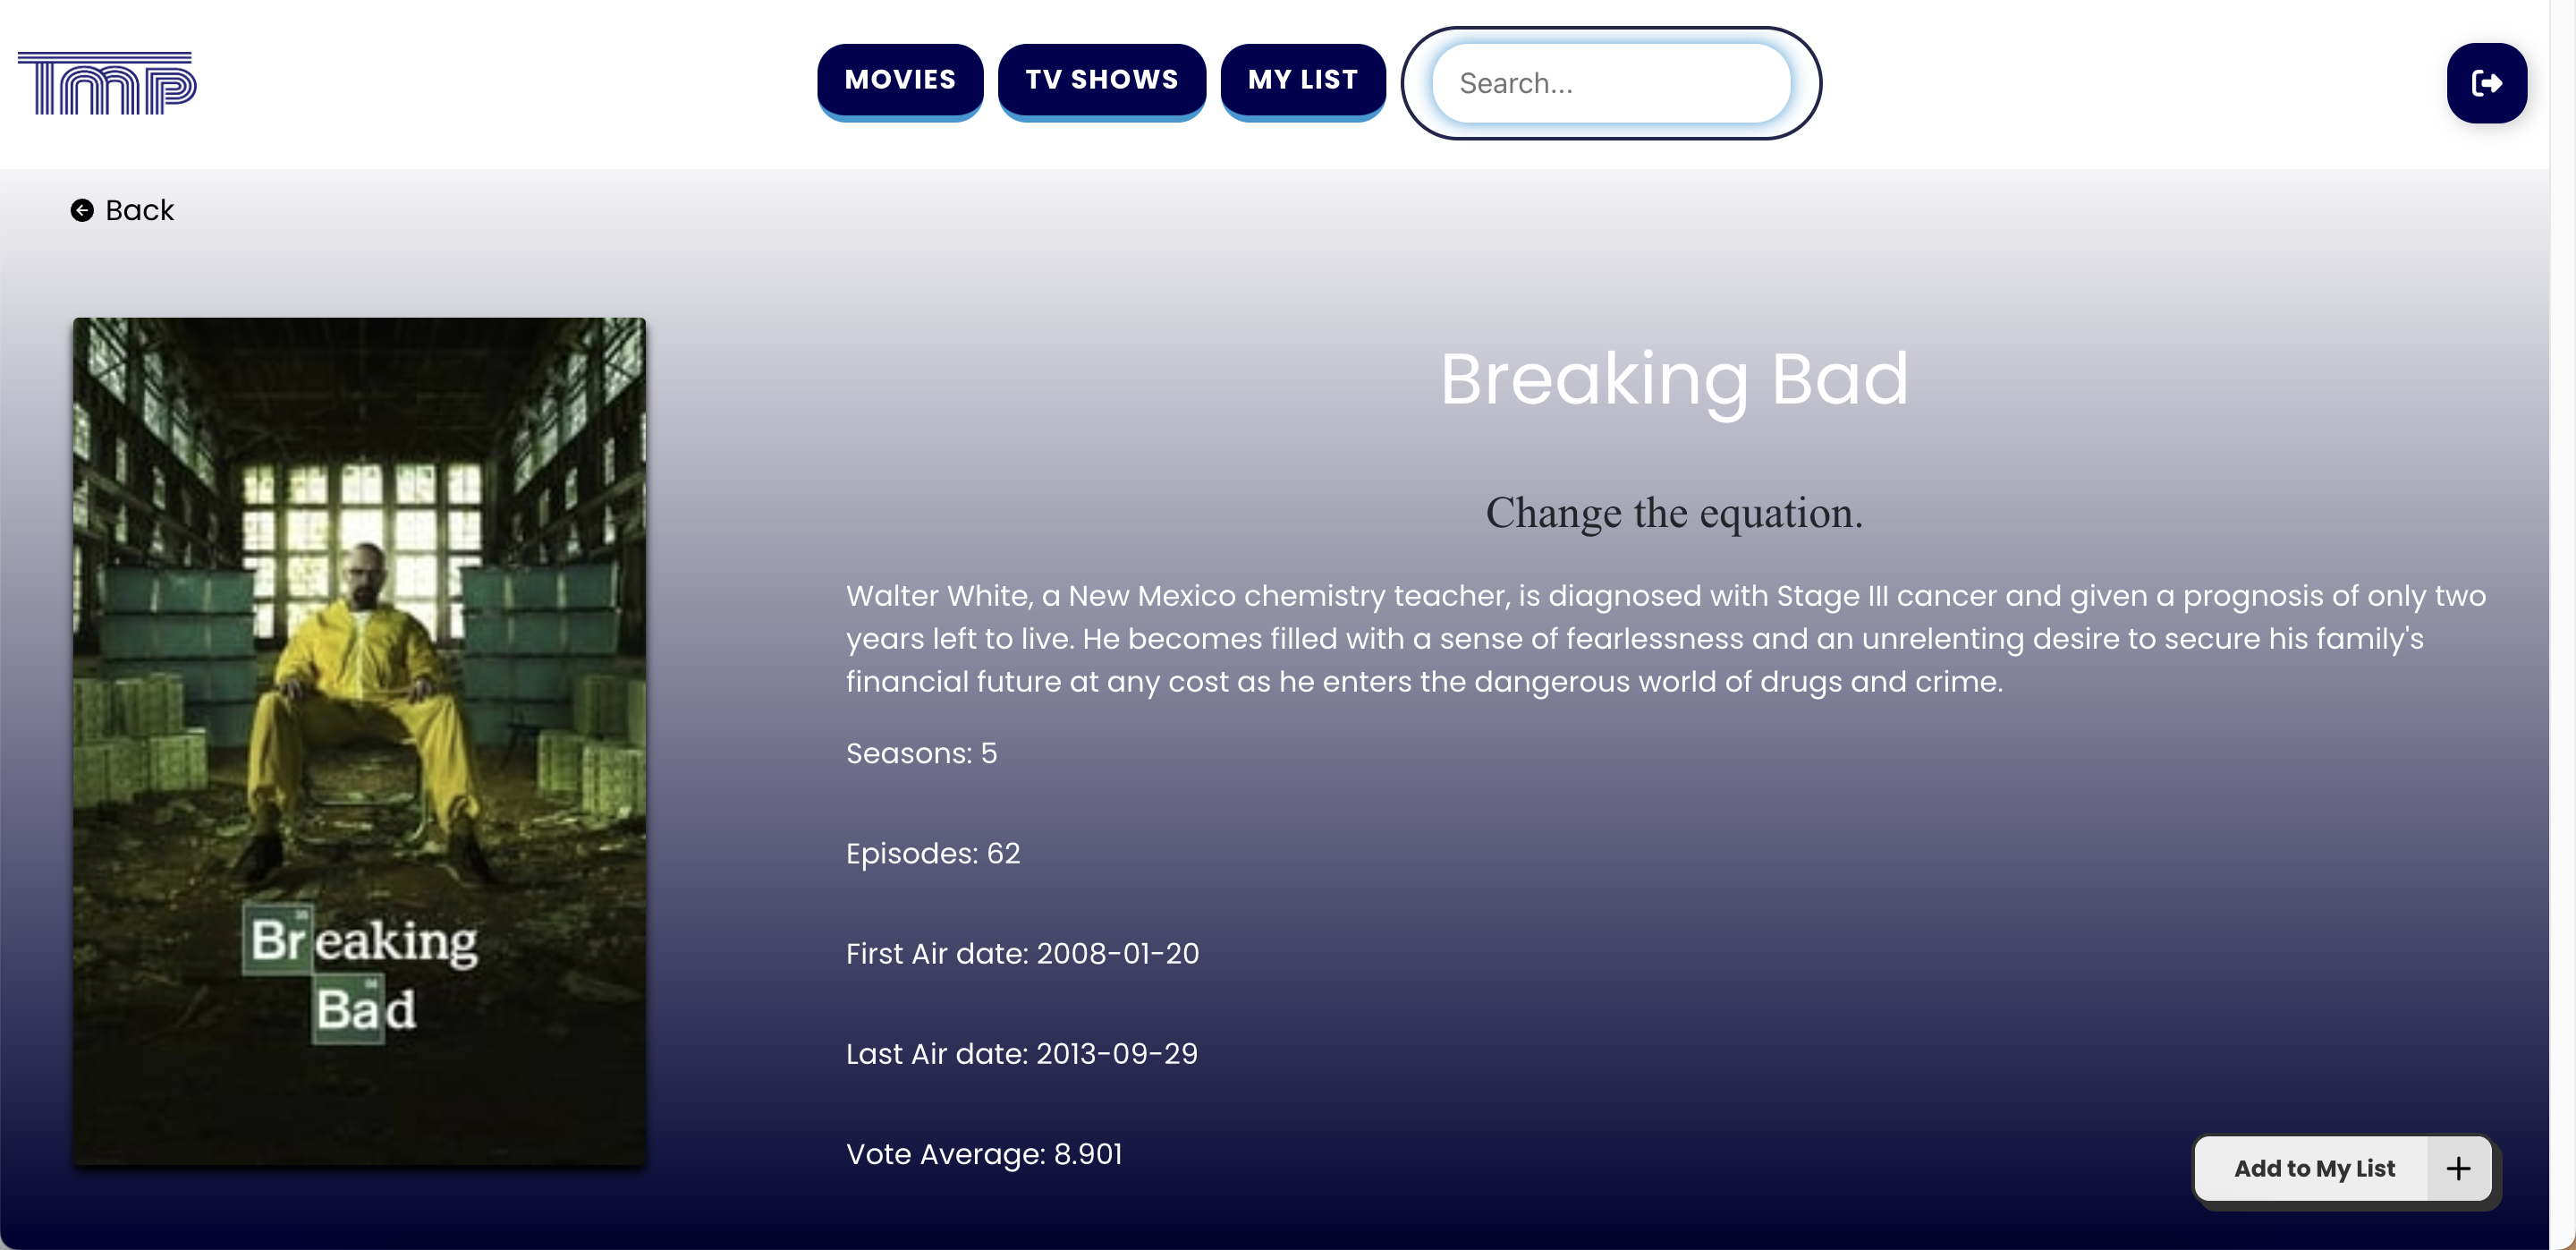 TMP
MOVIES
TV SHOWS
MY LIST
Search...
Back
Breaking Bad
Change the equation.
Walter White, a New Mexico chemistry teacher, is diagnosed with Stage III cancer and given a prognosis of only two
years left to live. He becomes filled with a sense of fearlessness and an unrelenting desire to secure his family's
financial future at any cost as he enters the dangerous world of drugs and crime.
Seasons: 5
Episodes: 62
First Air date: 2008-01-20
Last Air date: 2013-09-29
Vote Average: 8.901
Breaking
Bad
Add to My List